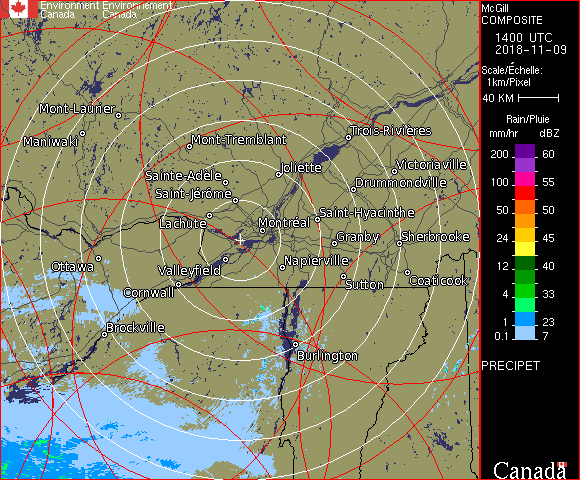 Environment Environnement
Canada Canada
McGill
COMPOSITE
1400 UTC
2018-11-09
Scale/Échelle:
1km/Pixel
40 KM
Rain/Pluie
mm/hr dBZ
200 60
155
100 55
50 50
24 45
12 40
4 33
1 23
0.1 7
PRECIPET
Canada
Mont-Laurier
Maniwaki
Mont-Tremblant
Trois-Rivières
Sainte-Adèle
Joliette
Victoriaville
Saint-Jérôme
Drummondville
Lachute
Montréal
Saint-Hyacinthe
Granby
Sherbrooke
Ottawa
Valleyfield
Napierville
Cornwall
Sutton
Coaticook
Brockville
Burlington